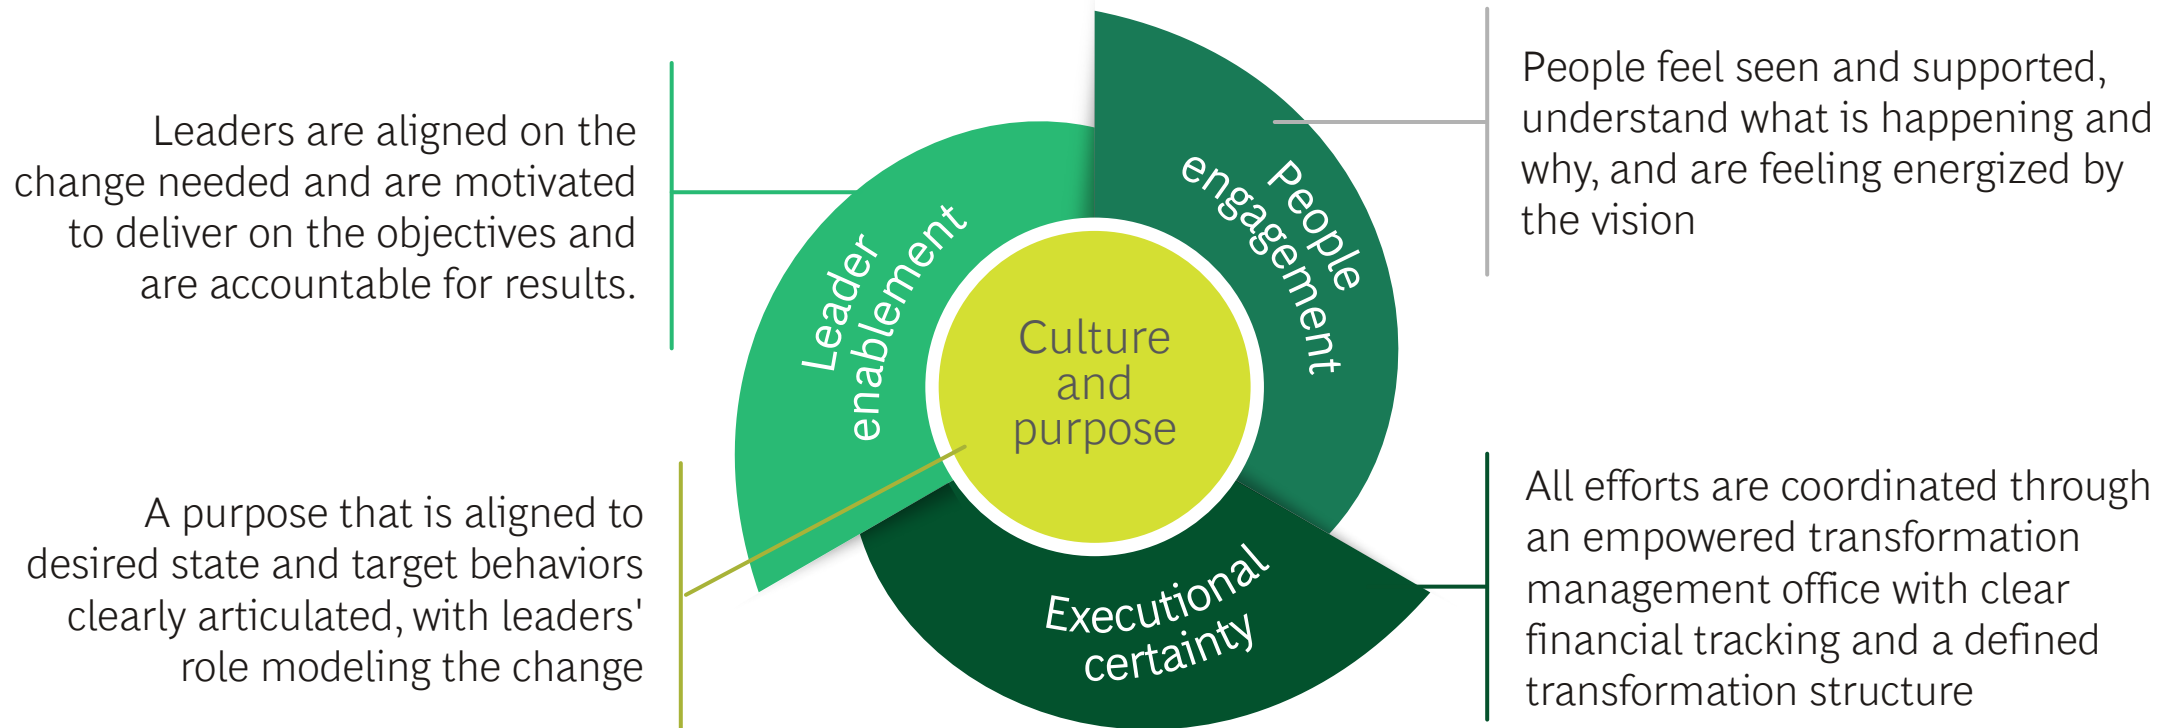 Leaders are aligned on the
change needed and are motivated
to deliver on the objectives and
are accountable for results.
A purpose that is aligned to
desired state and target behaviors
clearly articulated, with leaders'
role modeling the change
Leader
enablement
Culture
and
purpose
People
engagement
Executional
certainty
People feel seen and supported,
understand what is happening and
why, and are feeling energized by
the vision
All efforts are coordinated through
an empowered transformation
management office with clear
financial tracking and a defined
transformation structure